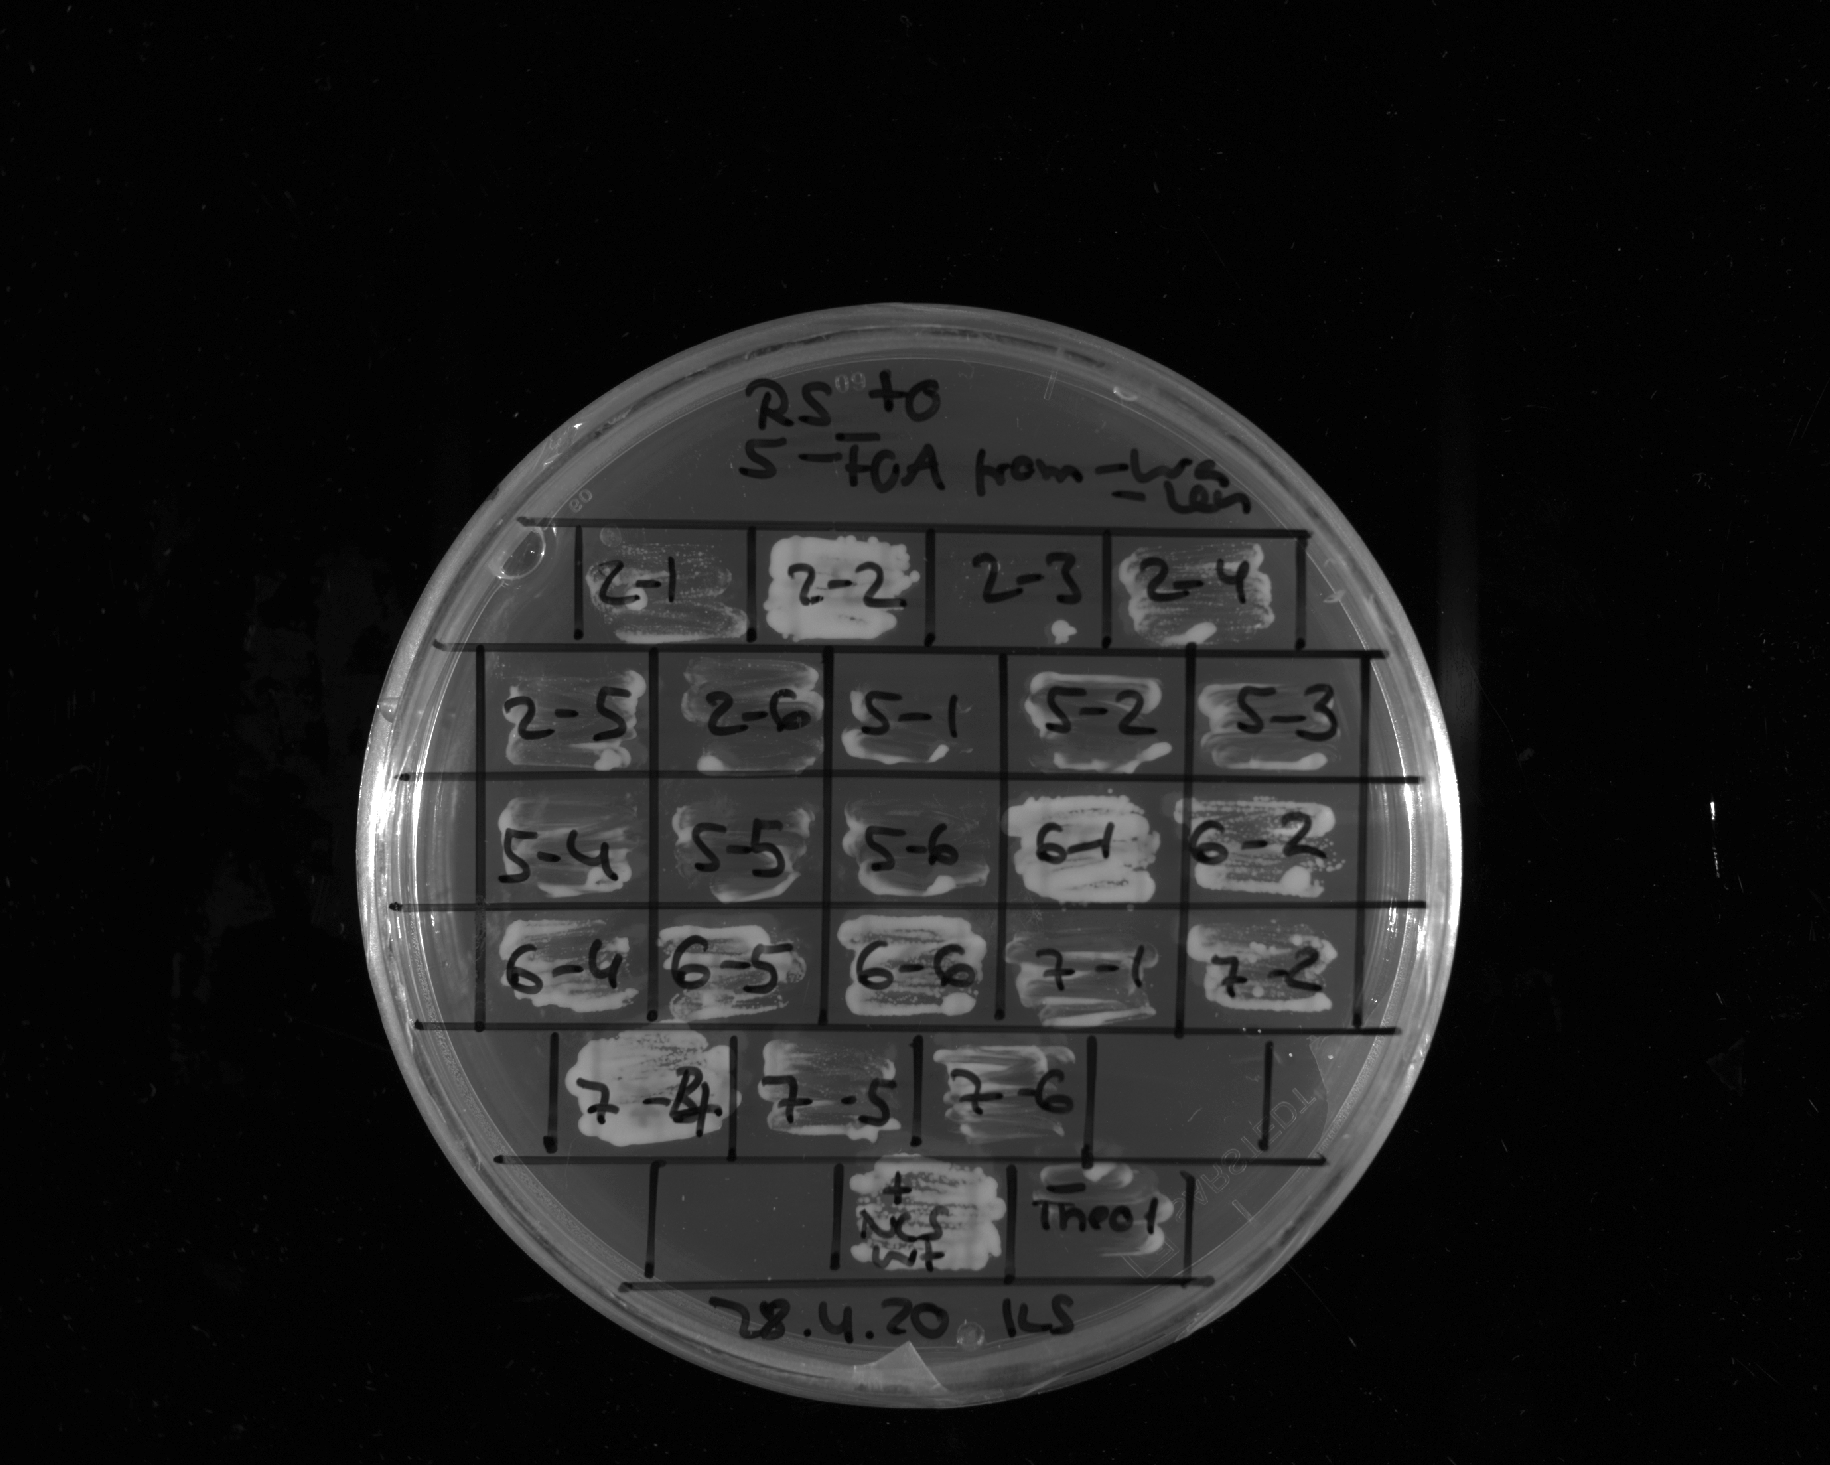 RS to
5-FOA from -Ura
-Leu
2-1 2-2 2-3 2-4
2-5 2-6 5-1 5-2 5-3
5-4 5-5 5-6 6-1 6-2
6-4 6-5 6-6 7-1 7-2
7-4 7-5 7-6
+ -
Theo1
WT
28.4.20 KS
SARSTEDT
60
80